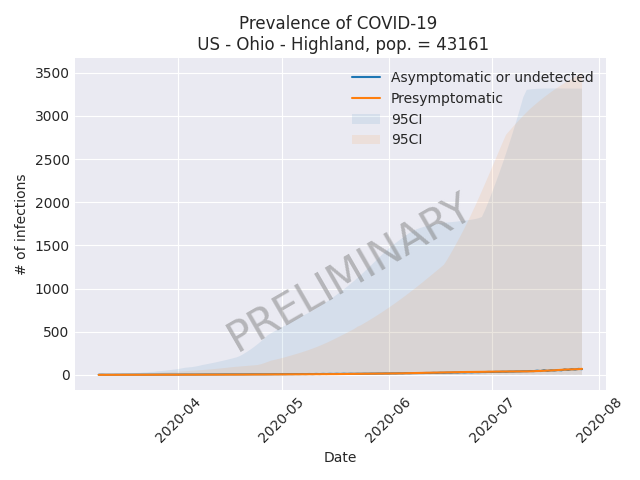 Prevalence of COVID-19
US - Ohio - Highland, pop. = 43161
Asymptomatic or undetected
Presymptomatic
95CI
95CI
3500
3000
2500
2000
1500
1000
500
0
# of infections
PRELIMINARY
2020-04
2020-05
2020-06
2020-07
2020-08
Date